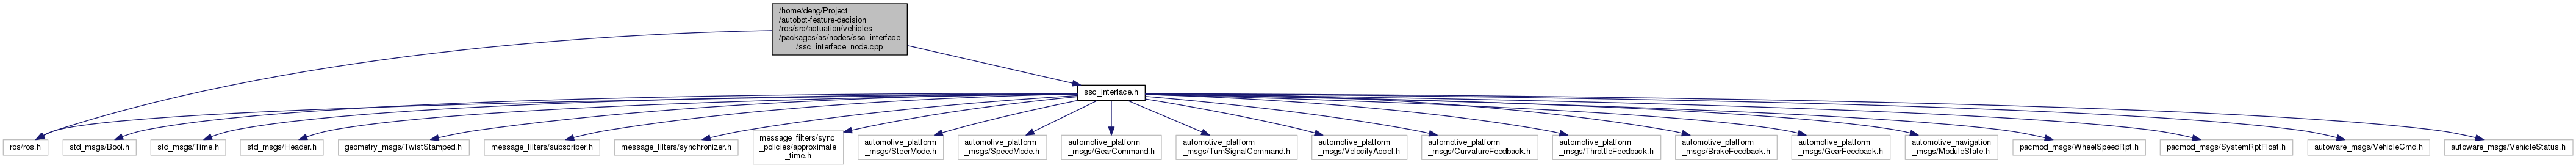 /home/deng/Project
/autobot-feature-decision
/ros/src/actuation/vehicles
/packages/as/nodes/ssc_interface
/ssc_interface_node.cpp
ssc_interface.h
ros/ros.h
std_msgs/Bool.h
std_msgs/Time.h
std_msgs/Header.h
geometry_msgs/TwistStamped.h
message_filters/subscriber.h
message_filters/synchronizer.h
message_filters/sync
_policies/approximate
_time.h
automotive_platform
_msgs/SteerMode.h
automotive_platform
_msgs/SpeedMode.h
automotive_platform
_msgs/GearCommand.h
automotive_platform
_msgs/TurnSignalCommand.h
automotive_platform
_msgs/VelocityAccel.h
automotive_platform
_msgs/CurvatureFeedback.h
automotive_platform
_msgs/ThrottleFeedback.h
automotive_platform
_msgs/BrakeFeedback.h
automotive_platform
_msgs/GearFeedback.h
automotive_navigation
_msgs/ModuleState.h
pacmod_msgs/WheelSpeedRpt.h
pacmod_msgs/SystemRptFloat.h
autoware_msgs/VehicleCmd.h
autoware_msgs/VehicleStatus.h